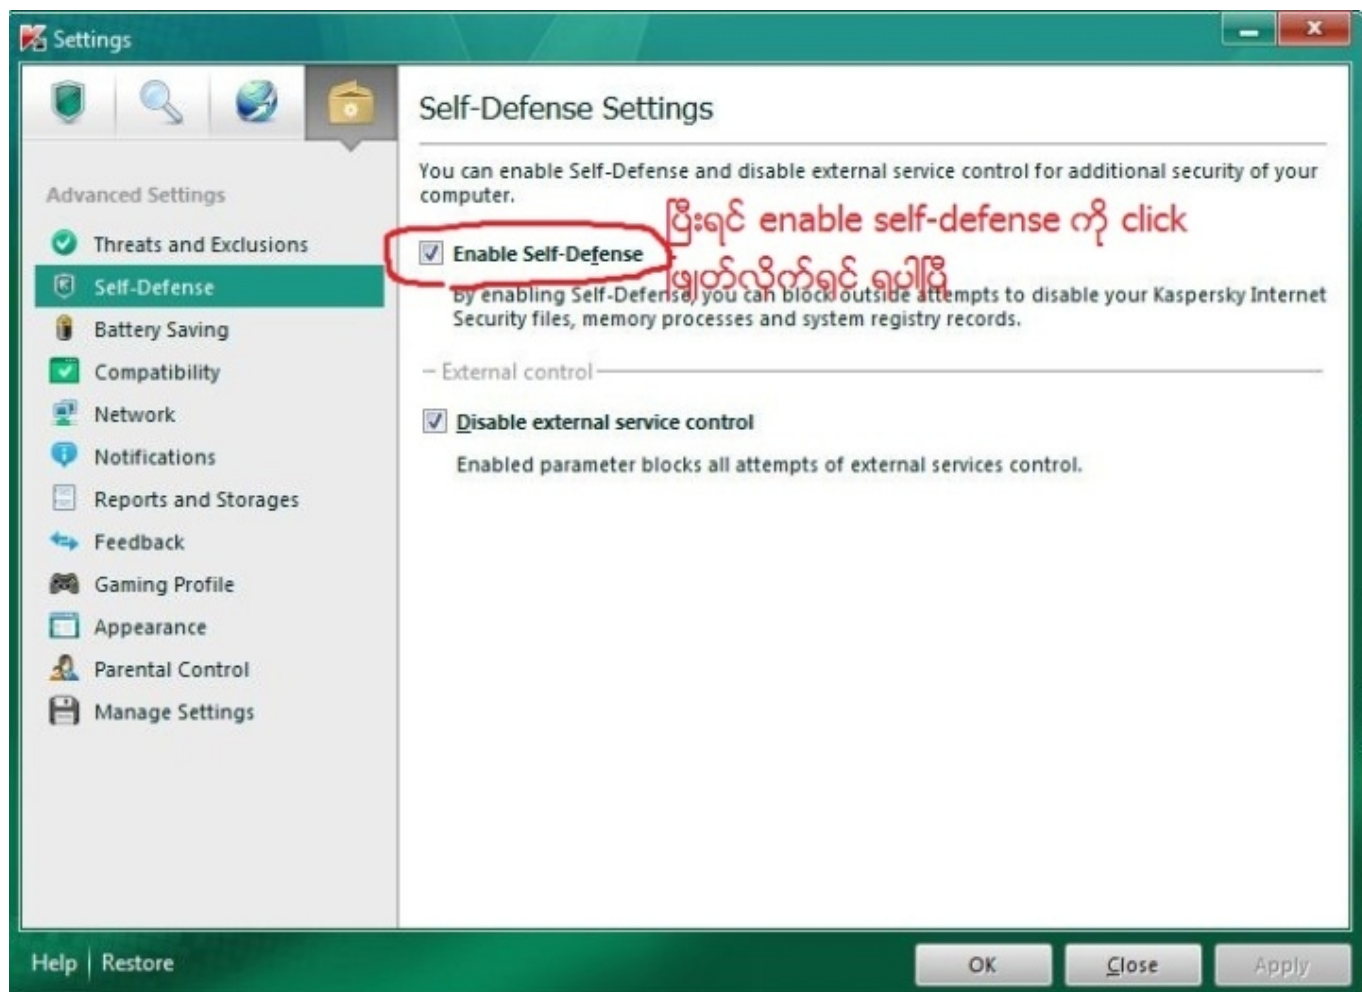 Settings
Self-Defense Settings
You can enable Self-Defense and disable external service control for additional security of your
computer.
ပြီးရင် enable self-defense ကို click
ဖျတ်လိုက်ရင် ရပါပြီ
Enable Self-Defense
By enabling Self-Defense, you can block outside attempts to disable your Kaspersky Internet
Security files, memory processes and system registry records.
External control
Disable external service control
Enabled parameter blocks all attempts of external services control.
Advanced Settings
Threats and Exclusions
Self-Defense
Battery Saving
Compatibility
Network
Notifications
Reports and Storages
Feedback
Gaming Profile
Appearance
Parental Control
Manage Settings
Help
Restore
OK
Close
Apply